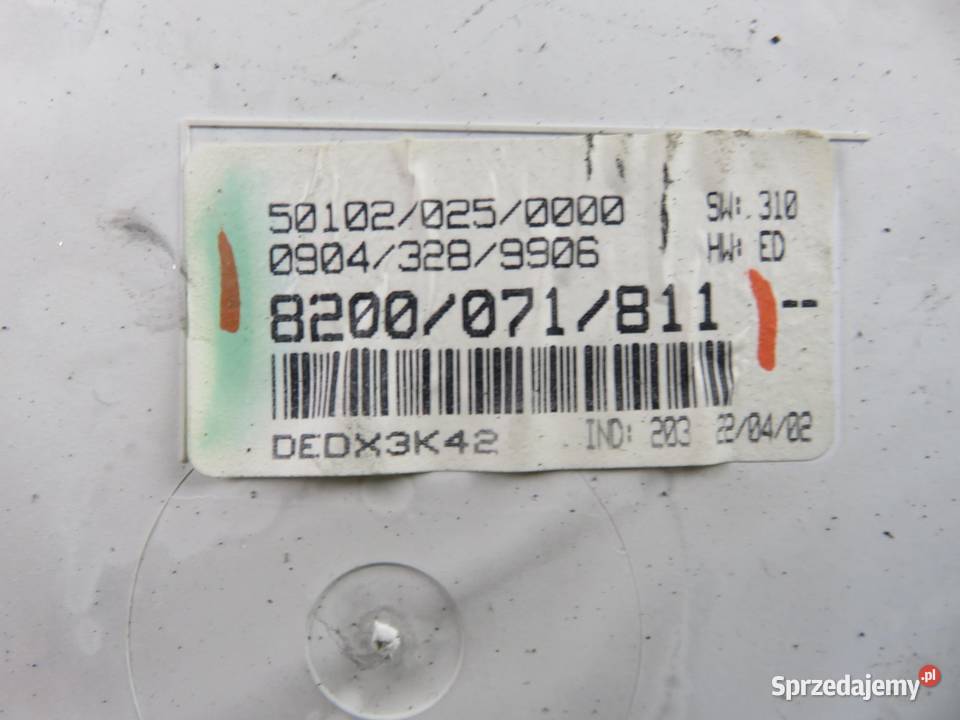 50102/025/0000 SW: 310
0904/328/9906 HW: ED
8200/071/811 --
DEDX3K42 IND: 203 22/04/02
Sprzedajemy.pl